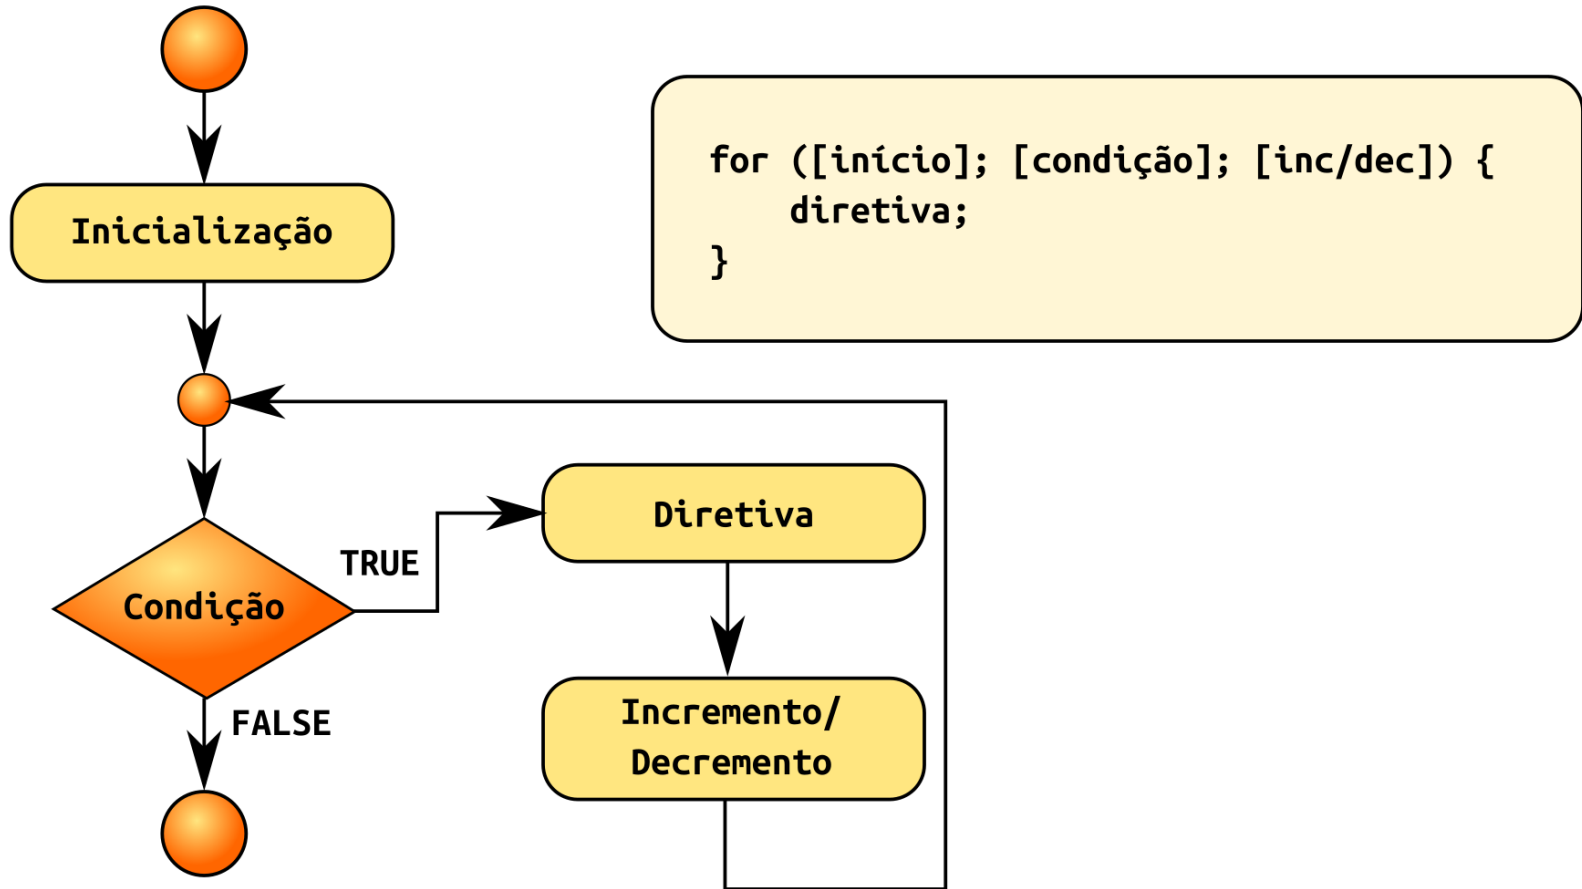 for ([início]; [condição]; [inc/dec]) {
    diretiva;
}
Inicialização
Condição
TRUE
FALSE
Diretiva
Incremento/
Decremento